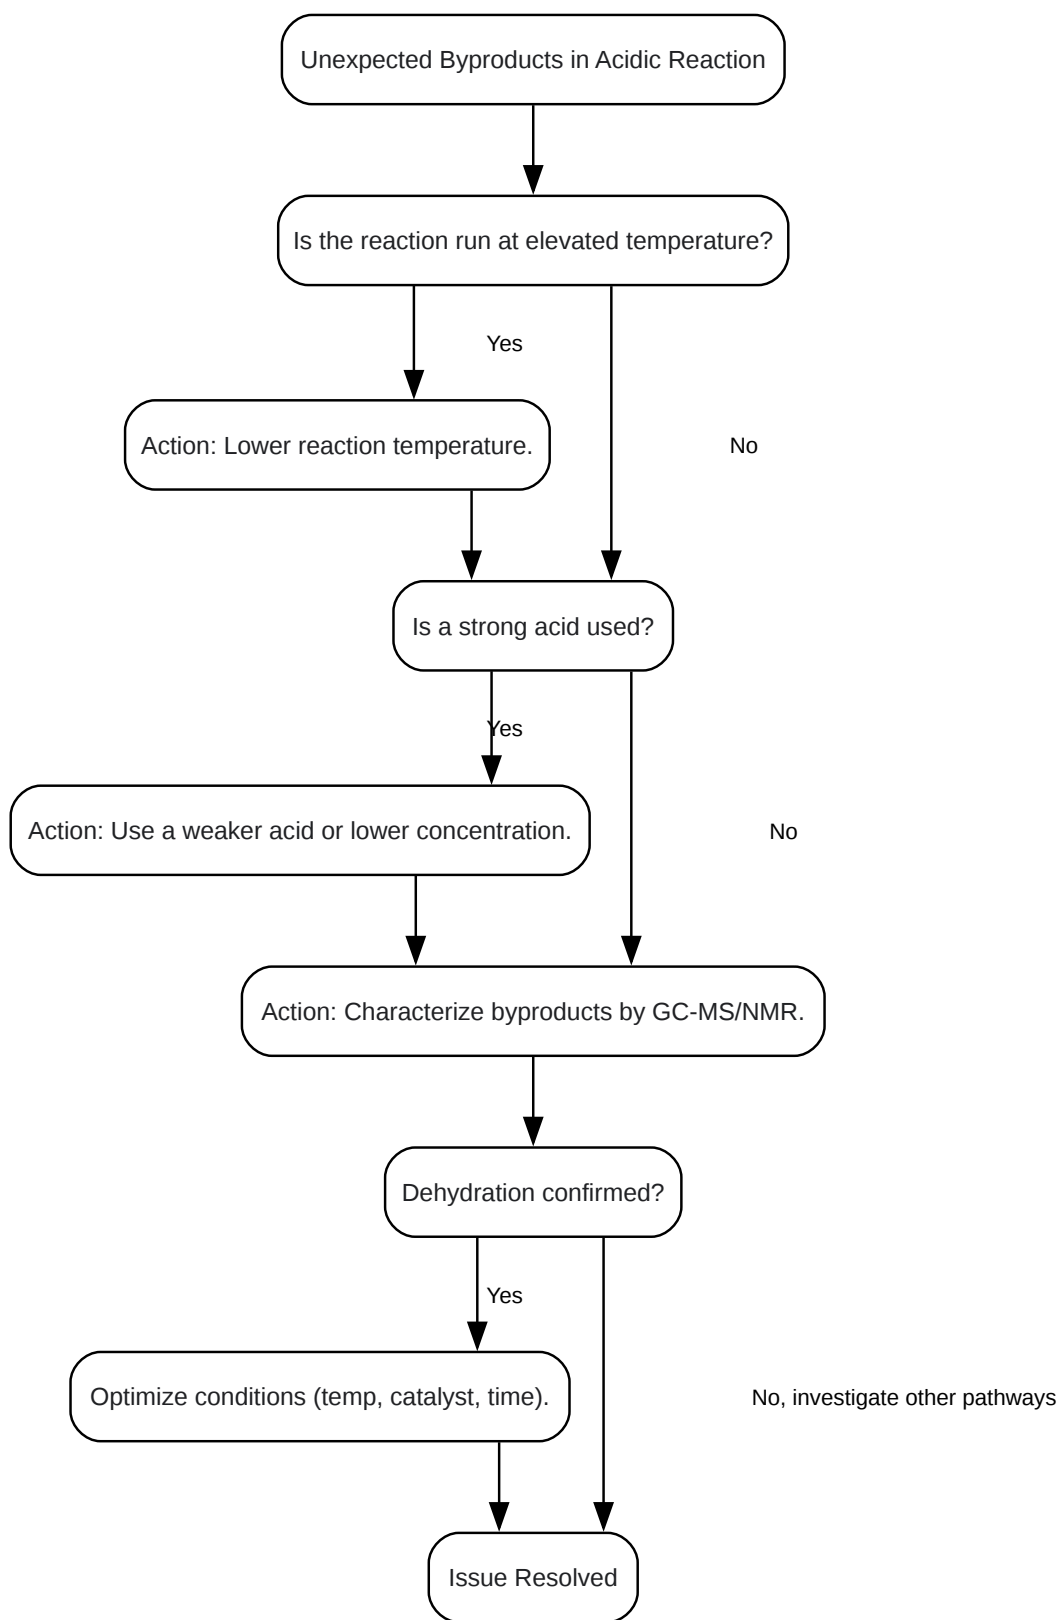 Unexpected Byproducts in Acidic Reaction
Is the reaction run at elevated temperature?
Yes
Action: Lower reaction temperature.
No
Is a strong acid used?
Yes
Action: Use a weaker acid or lower concentration.
No
Action: Characterize byproducts by GC-MS/NMR.
Dehydration confirmed?
Yes
Optimize conditions (temp, catalyst, time).
No, investigate other pathways
Issue Resolved